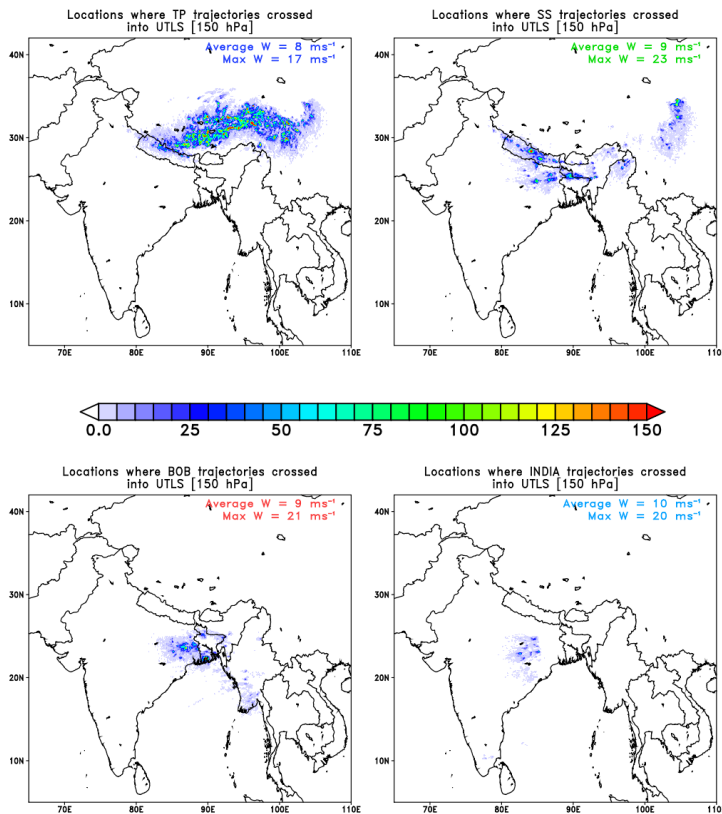 Locations where TP trajectories crossed
into UTLS [150 hPa]
Average W = 8 ms⁻¹
Max W = 17 ms⁻¹
40N
30N
20N
10N
70E 80E 90E 100E 110E
Locations where SS trajectories crossed
into UTLS [150 hPa]
Average W = 9 ms⁻¹
Max W = 23 ms⁻¹
40N
30N
20N
10N
70E 80E 90E 100E 110E
0.0 25 50 75 100 125 150
Locations where BOB trajectories crossed
into UTLS [150 hPa]
Average W = 9 ms⁻¹
Max W = 21 ms⁻¹
40N
30N
20N
10N
70E 80E 90E 100E 110E
Locations where INDIA trajectories crossed
into UTLS [150 hPa]
Average W = 10 ms⁻¹
Max W = 20 ms⁻¹
40N
30N
20N
10N
70E 80E 90E 100E 110E